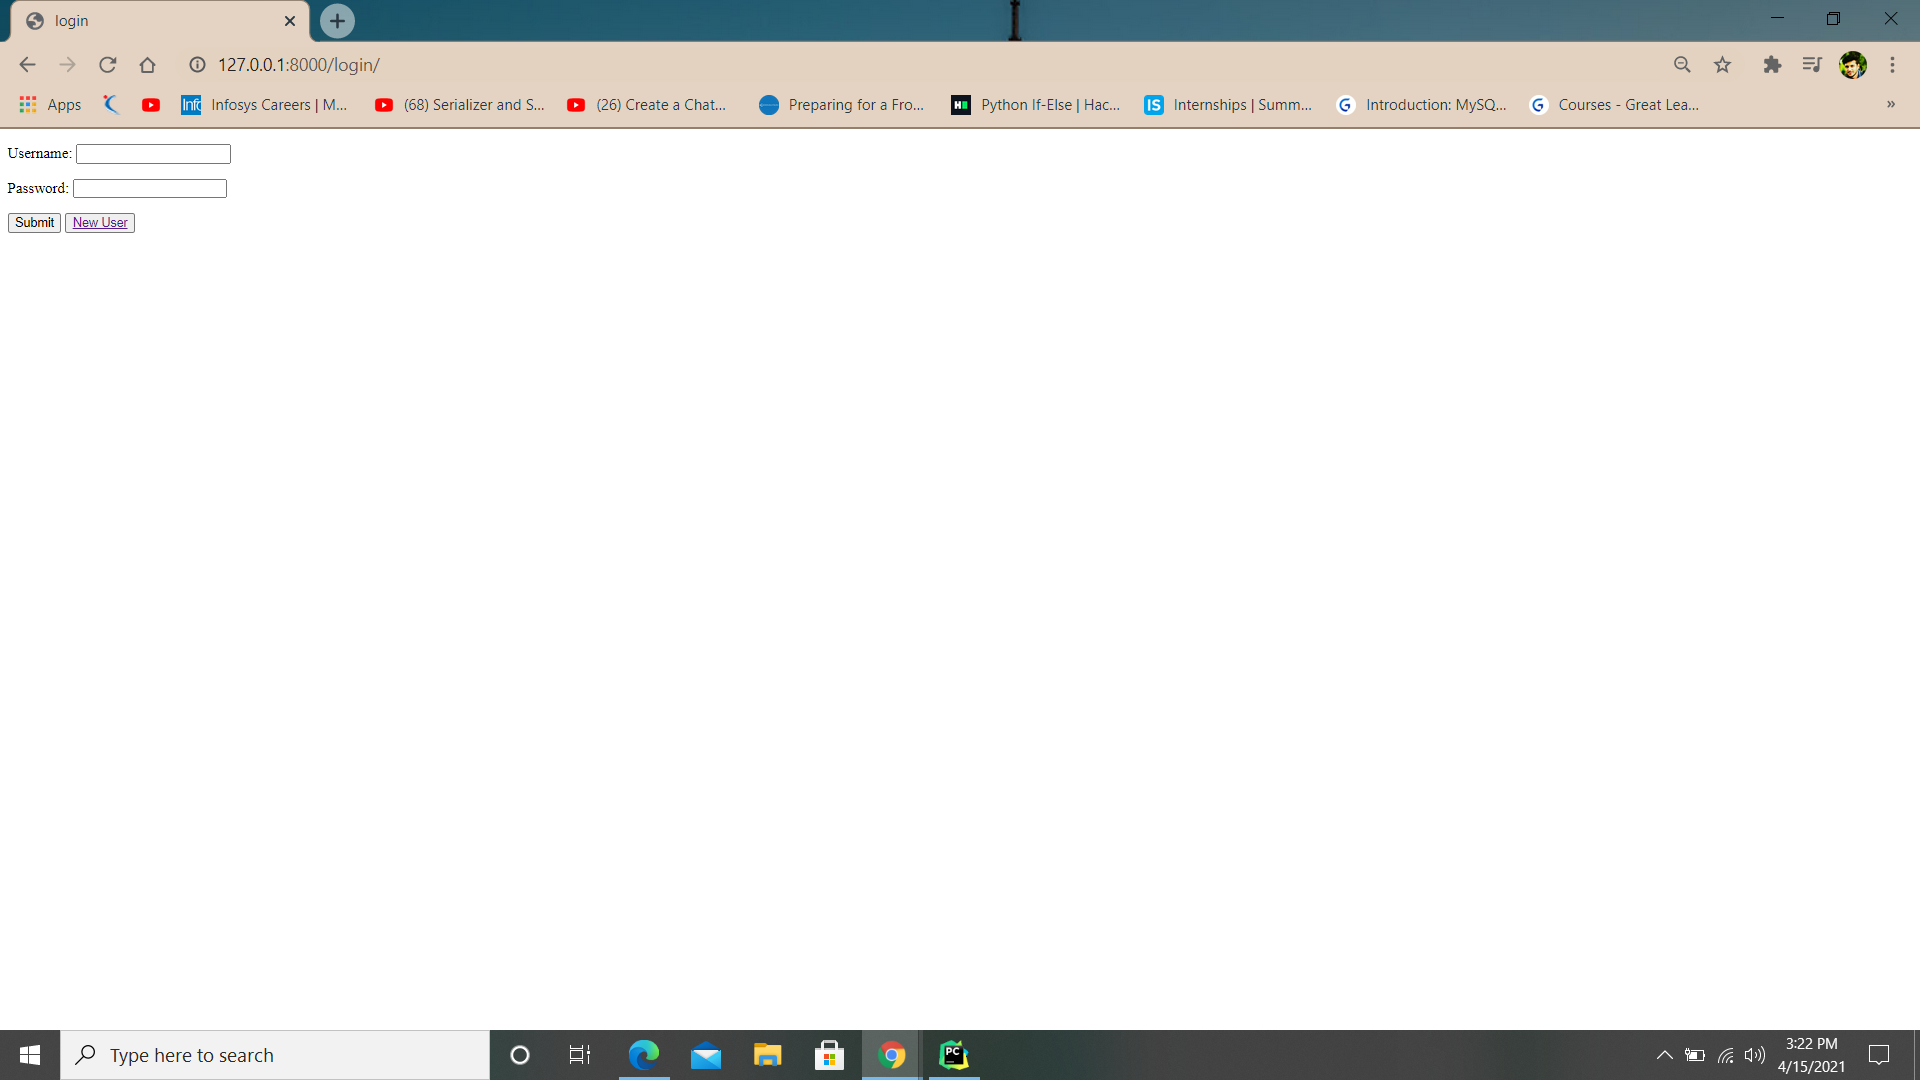 login
127.0.0.1:8000/login/
Apps Infosys Careers | M... (68) Serializer and S... (26) Create a Chat... Preparing for a Fro... Python If-Else | Hac... IS Internships | Summ... Introduction: MySQ... Courses - Great Lea... »
Username:
Password:
Submit New User
Type here to search
PC
3:22 PM
4/15/2021